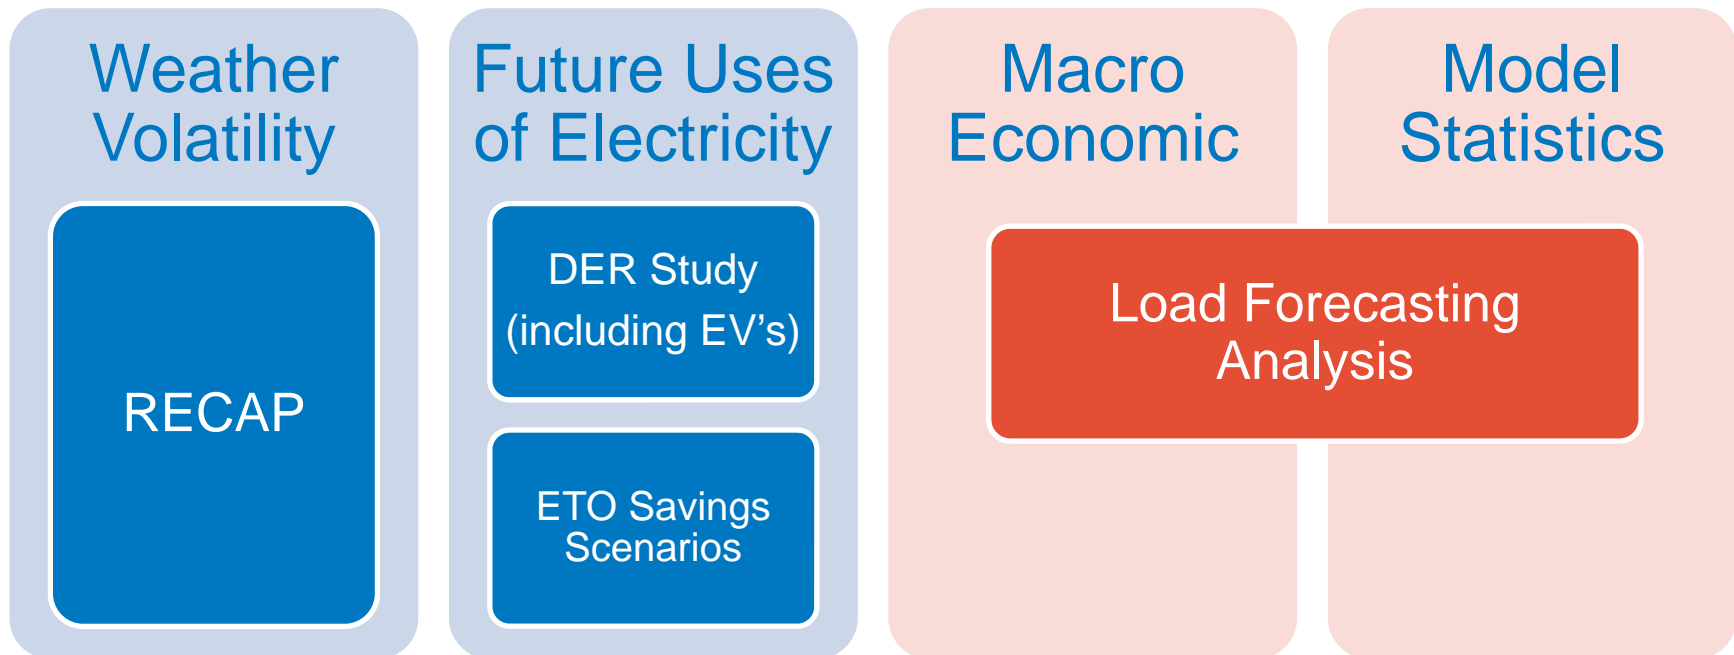 Weather
Volatility
RECAP
Future Uses
of Electricity
DER Study
(including EV’s)
ETO Savings
Scenarios
Macro
Economic
Model
Statistics
Load Forecasting
Analysis